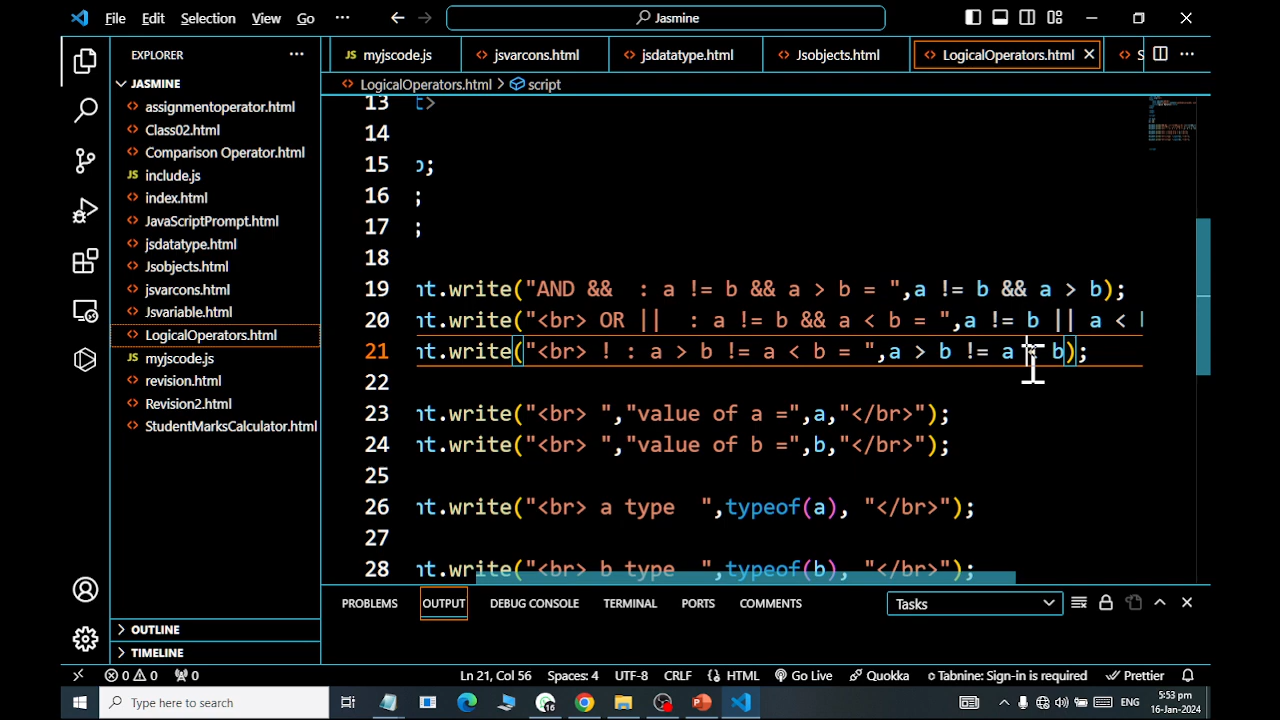 File Edit Selection View Go ··· Jasmine
EXPLORER ···
myjscode.js jsvarcons.html jsdatatype.html Jsobjects.html LogicalOperators.html S ···
JASMINE
assignmentoperator.html
Class02.html
Comparison Operator.html
include.js
index.html
JavaScriptPrompt.html
jsdatatype.html
Jsobjects.html
jsvarcons.html
Jsvariable.html
LogicalOperators.html
myjscode.js
revision.html
Revision2.html
StudentMarksCalculator.html
OUTLINE
TIMELINE
LogicalOperators.html > script
13 t>
14
15 b;
16 ;
17 ;
18
19 nt.write("AND &&  : a != b && a > b = ",a != b && a > b);
20 nt.write("<br> OR ||  : a != b && a < b = ",a != b || a < b
21 nt.write("<br> ! : a > b != a < b = ",a > b != a < b);
22
23 nt.write("<br> ","value of a =",a,"</br>");
24 nt.write("<br> ","value of b =",b,"</br>");
25
26 nt.write("<br> a type  ",typeof(a), "</br>");
27
28 nt.write("<br> b type  ",typeof(b), "</br>");
PROBLEMS OUTPUT DEBUG CONSOLE TERMINAL PORTS COMMENTS Tasks
0 0 0 Ln 21, Col 56 Spaces: 4 UTF-8 CRLF HTML Go Live Quokka Tabnine: Sign-in is required Prettier
Type here to search 16 ENG 5:53 pm
16-Jan-2024